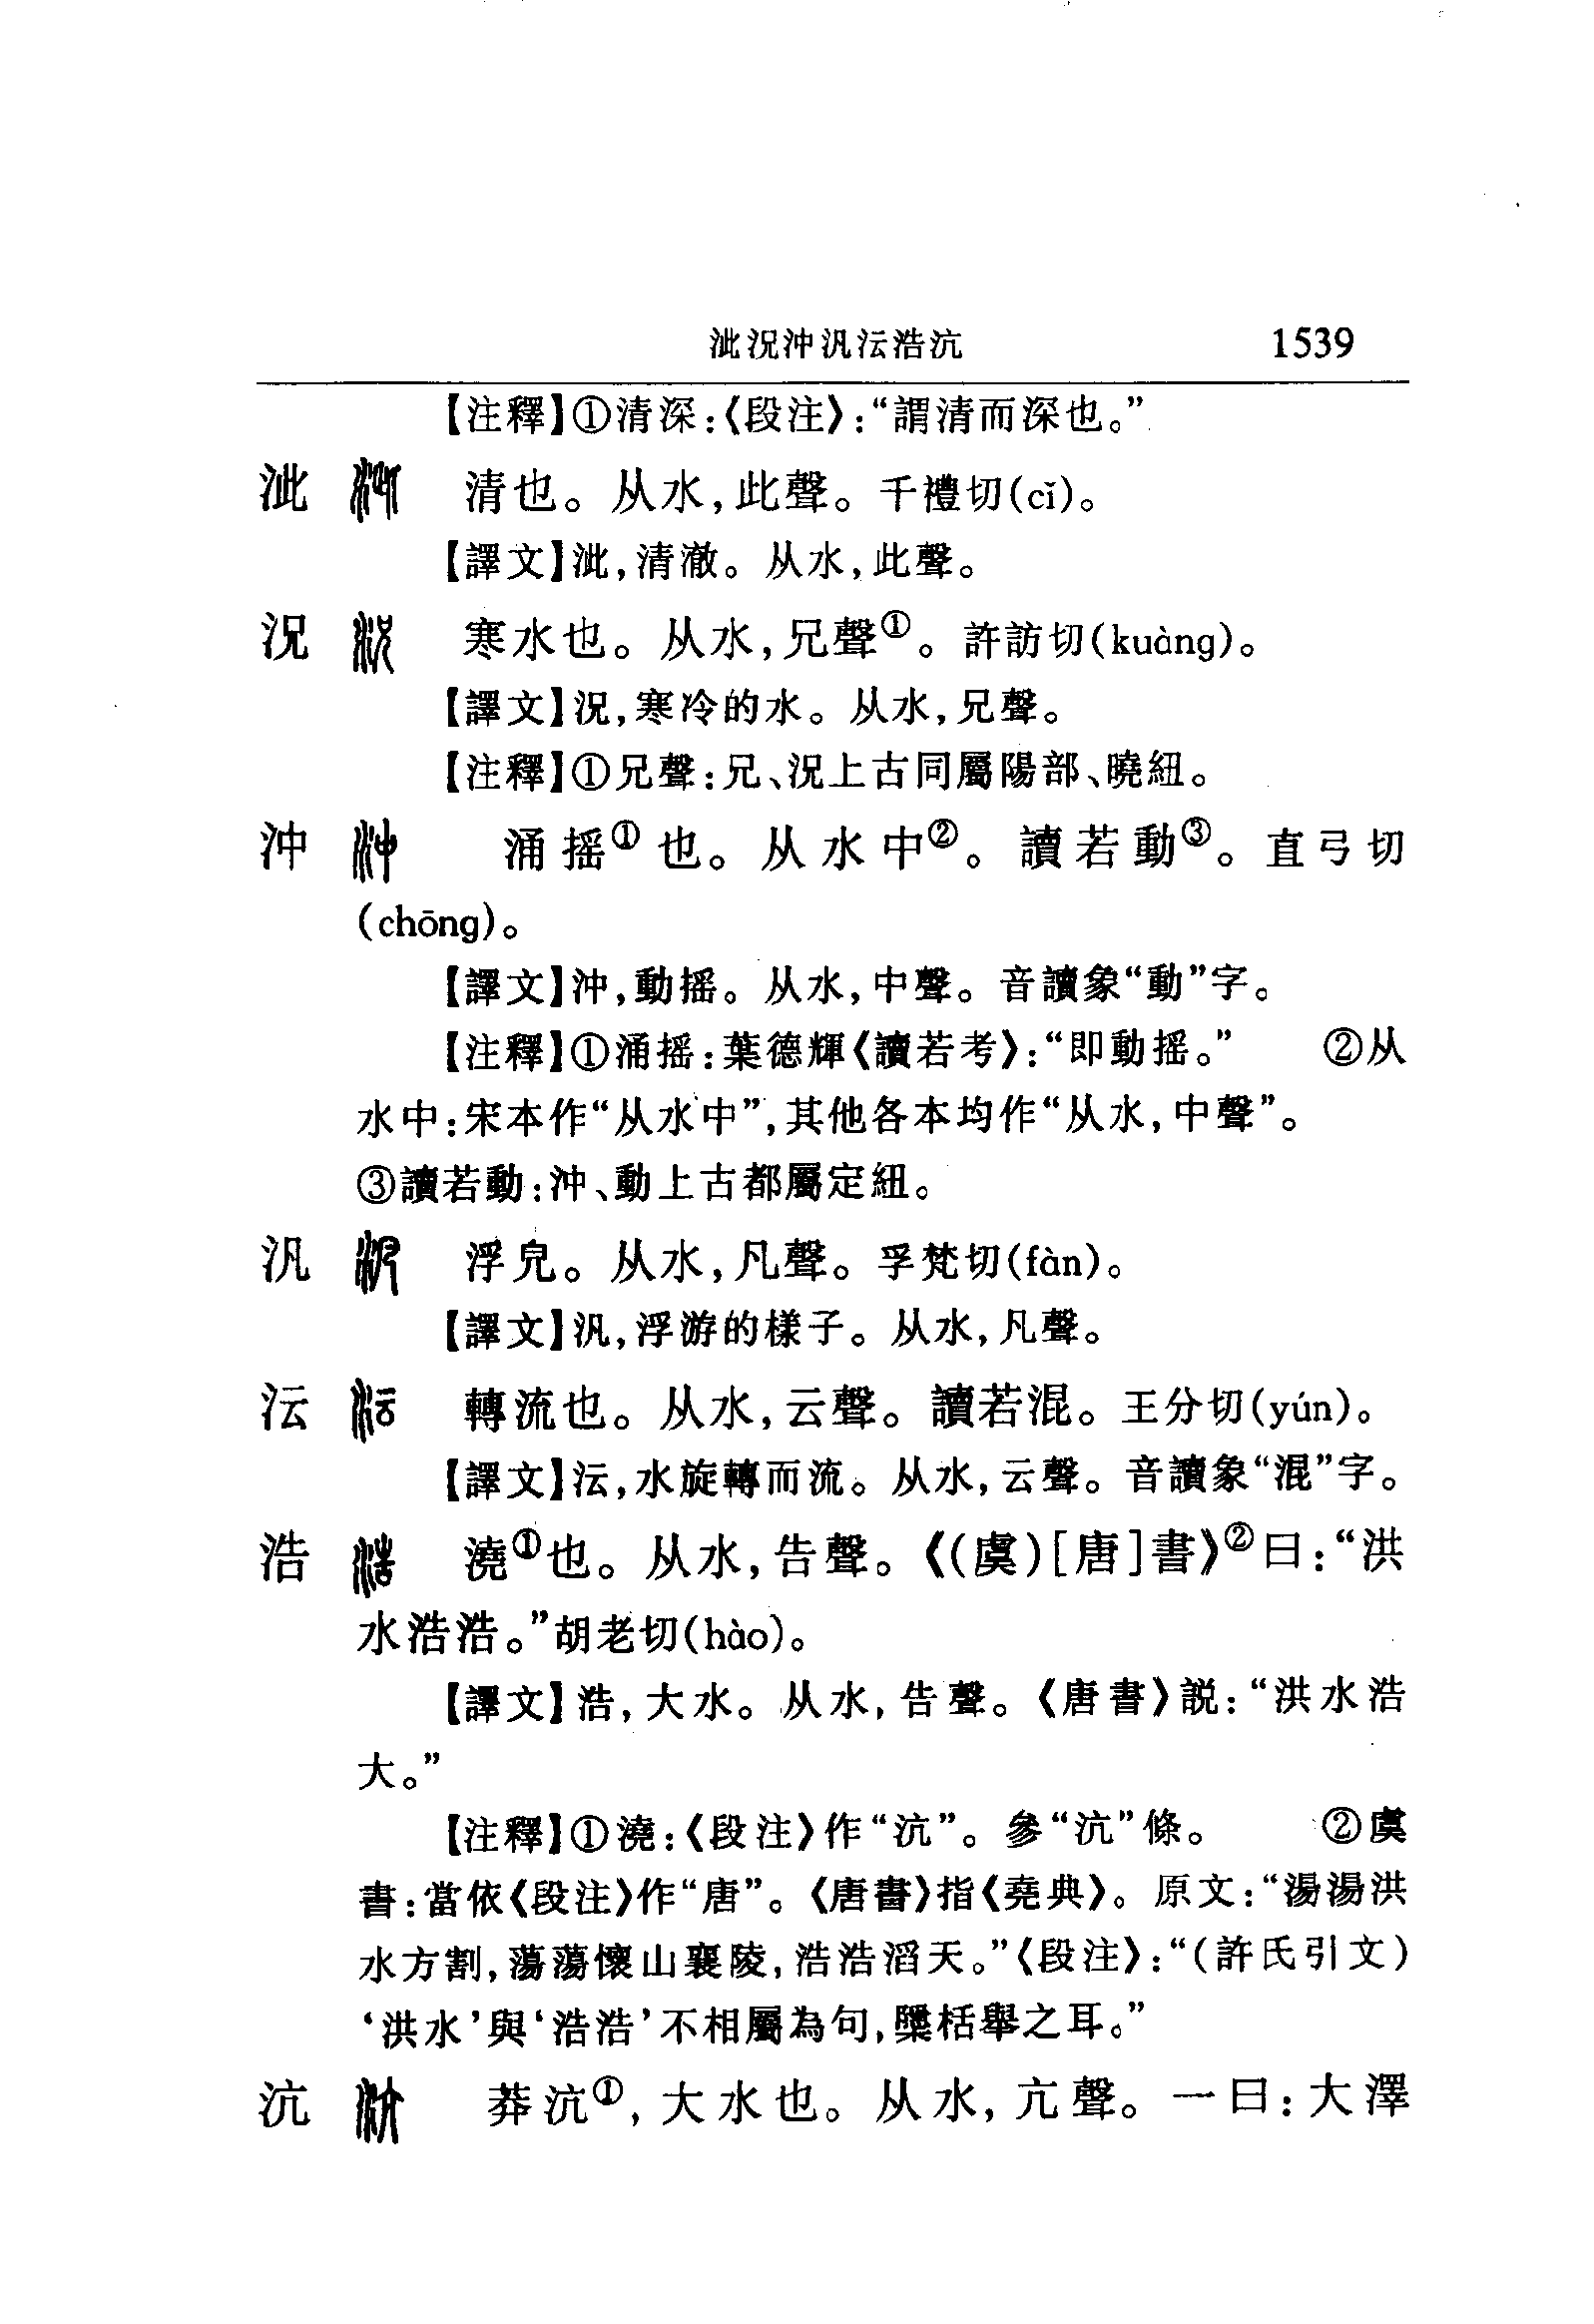 泚況沖汎沄浩沆 1539
【注釋】①清深：《段注》：“謂清而深也。”
泚 清也。从水，此聲。千禮切(cǐ)。
【譯文】泚，清澈。从水，此聲。
況 寒水也。从水，兄聲①。許訪切(kuàng)。
【譯文】況，寒冷的水。从水，兄聲。
【注釋】①兄聲：兄、況上古同屬陽部、曉紐。
沖 涌摇①也。从水中②。讀若動③。直弓切
(chōng)。
【譯文】沖，動摇。从水，中聲。音讀象“動”字。
【注釋】①涌摇：葉德輝《讀若考》：“即動摇。” ②从
水中：宋本作“从水中”，其他各本均作“从水，中聲”。
③讀若動：沖、動上古都屬定紐。
汎 浮皃。从水，凡聲。孚梵切(fàn)。
【譯文】汎，浮游的樣子。从水，凡聲。
沄 轉流也。从水，云聲。讀若混。王分切(yún)。
【譯文】沄，水旋轉而流。从水，云聲。音讀象“混”字。
浩 澆①也。从水，告聲。《(虞)[唐]書》②曰：“洪
水浩浩。”胡老切(hào)。
【譯文】浩，大水。从水，告聲。《唐書》説：“洪水浩
大。”
【注釋】①澆：《段注》作“沆”。參“沆”條。 ②虞
書：當依《段注》作“唐”。《唐書》指《堯典》。原文：“湯湯洪
水方割，蕩蕩懷山襄陵，浩浩滔天。”《段注》：“(許氏引文)
‘洪水’與‘浩浩’不相屬為句，檃栝舉之耳。”
沆 莽沆①，大水也。从水，亢聲。一曰：大澤